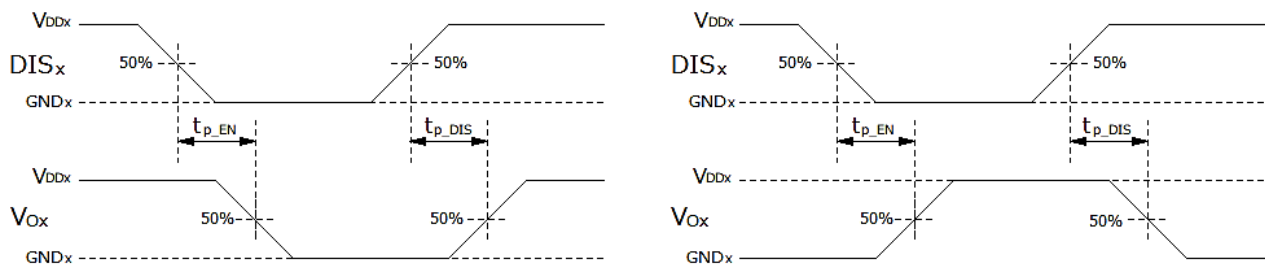 VDDx
DISx
50%
50%
GNDx
tp_EN
tp_DIS
VDDx
VOx
50%
50%
GNDx
VDDx
DISx
50%
50%
GNDx
tp_EN
tp_DIS
VDDx
VOx
50%
50%
GNDx